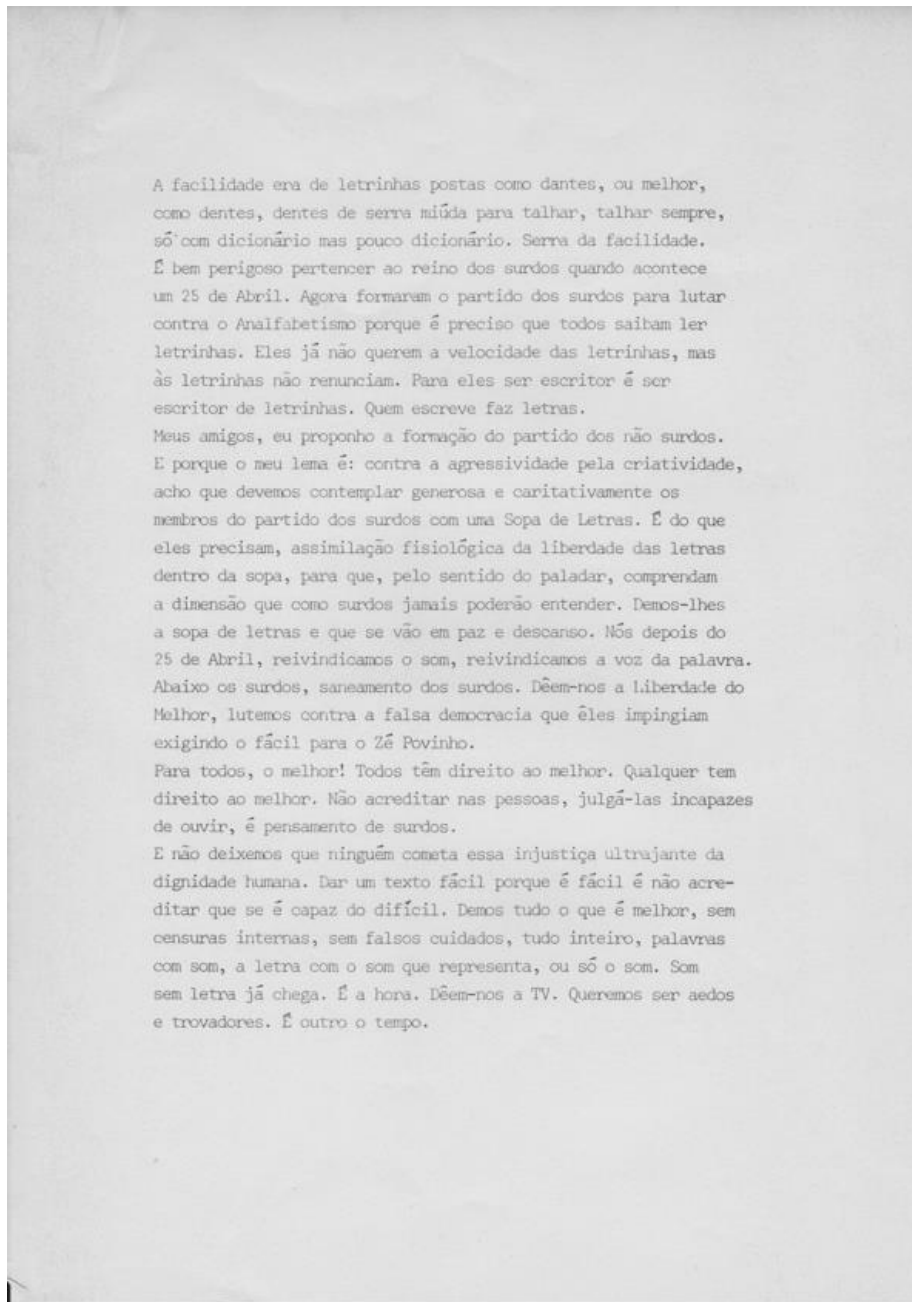 A facilidade era de letrinhas postas como dantes, ou melhor,
como dentes, dentes de serra miúda para talhar, talhar sempre,
só com dicionário mas pouco dicionário. Serra da facilidade.
É bem perigoso pertencer ao reino dos surdos quando acontece
um 25 de Abril. Agora formaram o partido dos surdos para lutar
contra o Analfabetismo porque é preciso que todos saibam ler
letrinhas. Eles já não querem a velocidade das letrinhas, mas
às letrinhas não renunciam. Para eles ser escritor é ser
escritor de letrinhas. Quem escreve faz letras.
Meus amigos, eu proponho a formação do partido dos não surdos.
E porque o meu lema é: contra a agressividade pela criatividade,
acho que devemos contemplar generosa e caritativamente os
membros do partido dos surdos com uma Sopa de Letras. É do que
eles precisam, assimilação fisiológica da liberdade das letras
dentro da sopa, para que, pelo sentido do paladar, comprendam
a dimensão que como surdos jamais poderão entender. Demos-lhes
a sopa de letras e que se vão em paz e descanso. Nós depois do
25 de Abril, reivindicamos o som, reivindicamos a voz da palavra.
Abaixo os surdos, saneamento dos surdos. Dêem-nos a Liberdade do
Melhor, lutemos contra a falsa democracia que êles impingiam
exigindo o fácil para o Zé Povinho.
Para todos, o melhor! Todos têm direito ao melhor. Qualquer tem
direito ao melhor. Não acreditar nas pessoas, julgá-las incapazes
de ouvir, é pensamento de surdos.
E não deixemos que ninguém cometa essa injustiça ultrajante da
dignidade humana. Dar um texto fácil porque é fácil é não acre-
ditar que se é capaz do difícil. Demos tudo o que é melhor, sem
censuras internas, sem falsos cuidados, tudo inteiro, palavras
com som, a letra com o som que representa, ou só o som. Som
sem letra já chega. É a hora. Dêem-nos a TV. Queremos ser aedos
e trovadores. É outro o tempo.